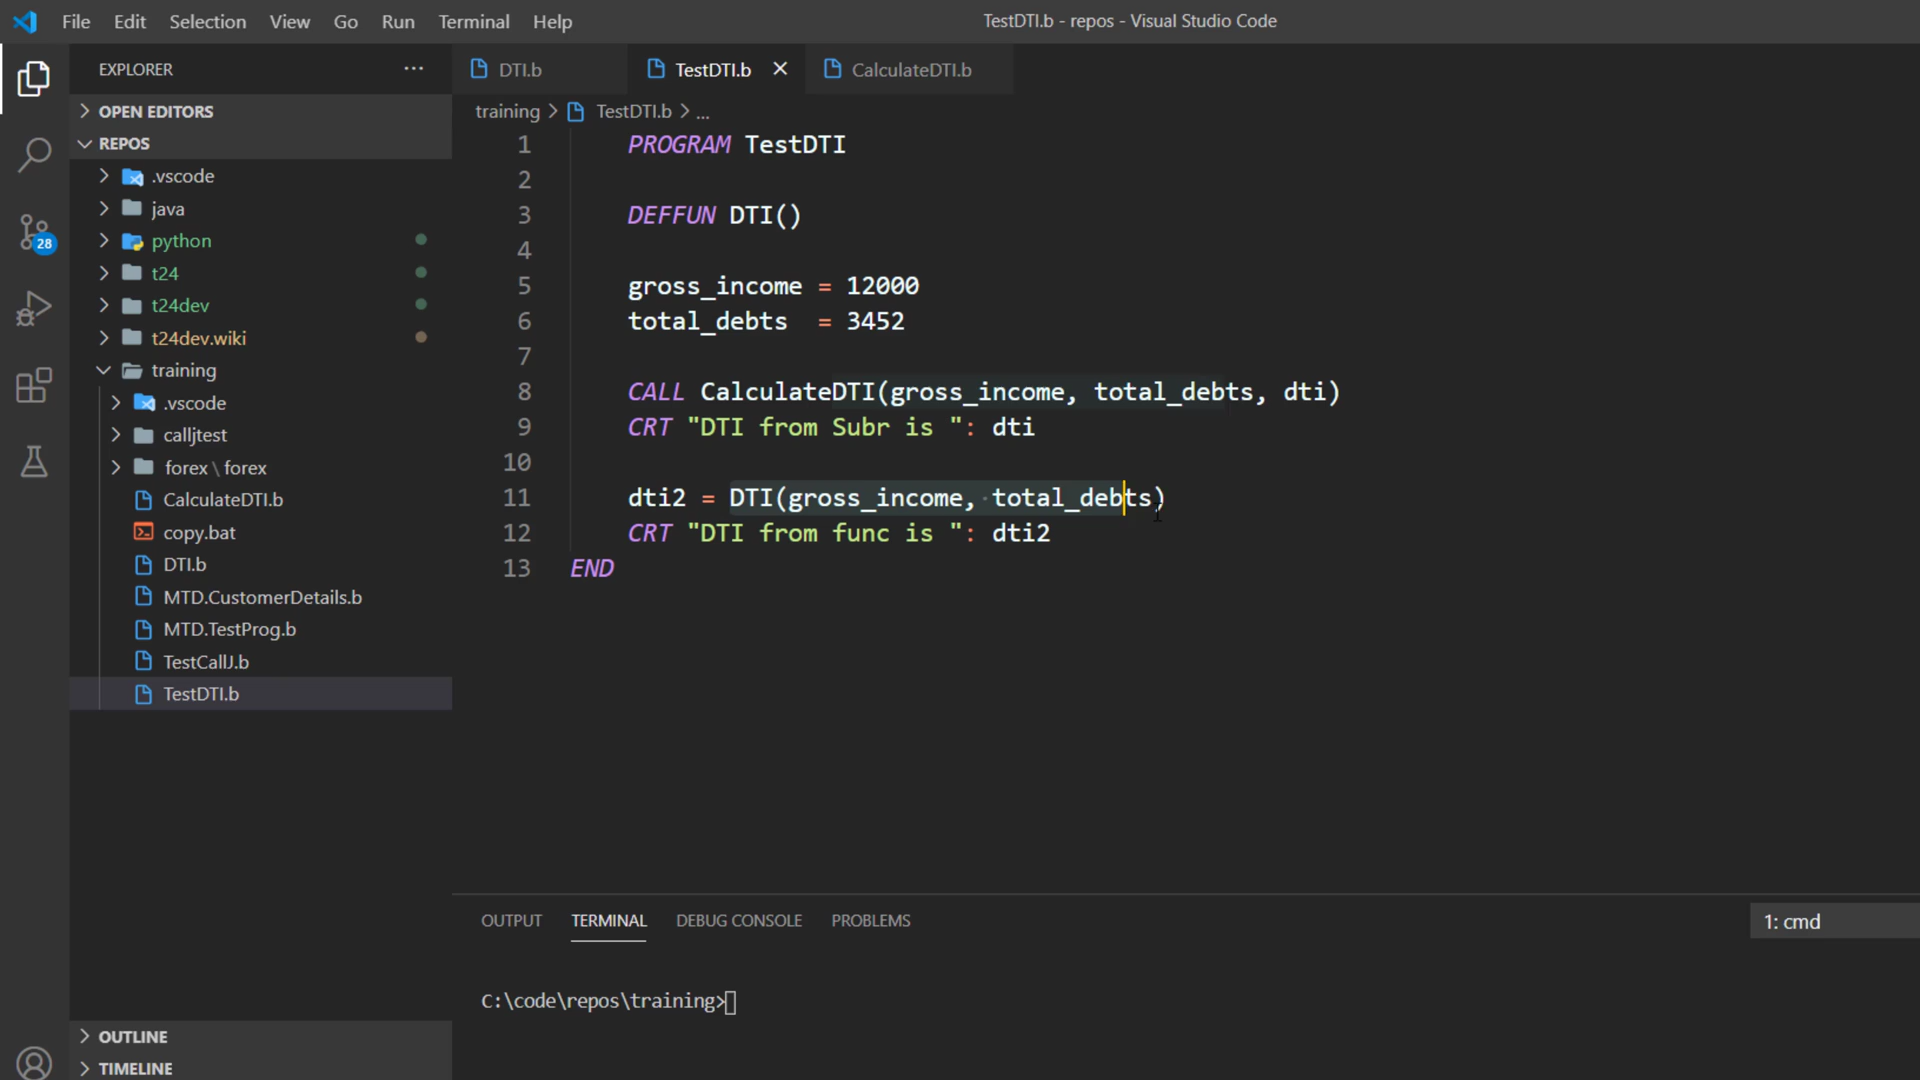 File Edit Selection View Go Run Terminal Help
TestDTI.b - repos - Visual Studio Code
EXPLORER
OPEN EDITORS
REPOS
.vscode
java
python
t24
t24dev
t24dev.wiki
training
.vscode
calljtest
forex \ forex
CalculateDTI.b
copy.bat
DTI.b
MTD.CustomerDetails.b
MTD.TestProg.b
TestCallJ.b
TestDTI.b
OUTLINE
TIMELINE
28
DTI.b TestDTI.b CalculateDTI.b
training > TestDTI.b > ...
1 PROGRAM TestDTI
2
3 DEFFUN DTI()
4
5 gross_income = 12000
6 total_debts = 3452
7
8 CALL CalculateDTI(gross_income, total_debts, dti)
9 CRT "DTI from Subr is ": dti
10
11 dti2 = DTI(gross_income, total_debts)
12 CRT "DTI from func is ": dti2
13 END
OUTPUT TERMINAL DEBUG CONSOLE PROBLEMS
1: cmd
C:\code\repos\training>